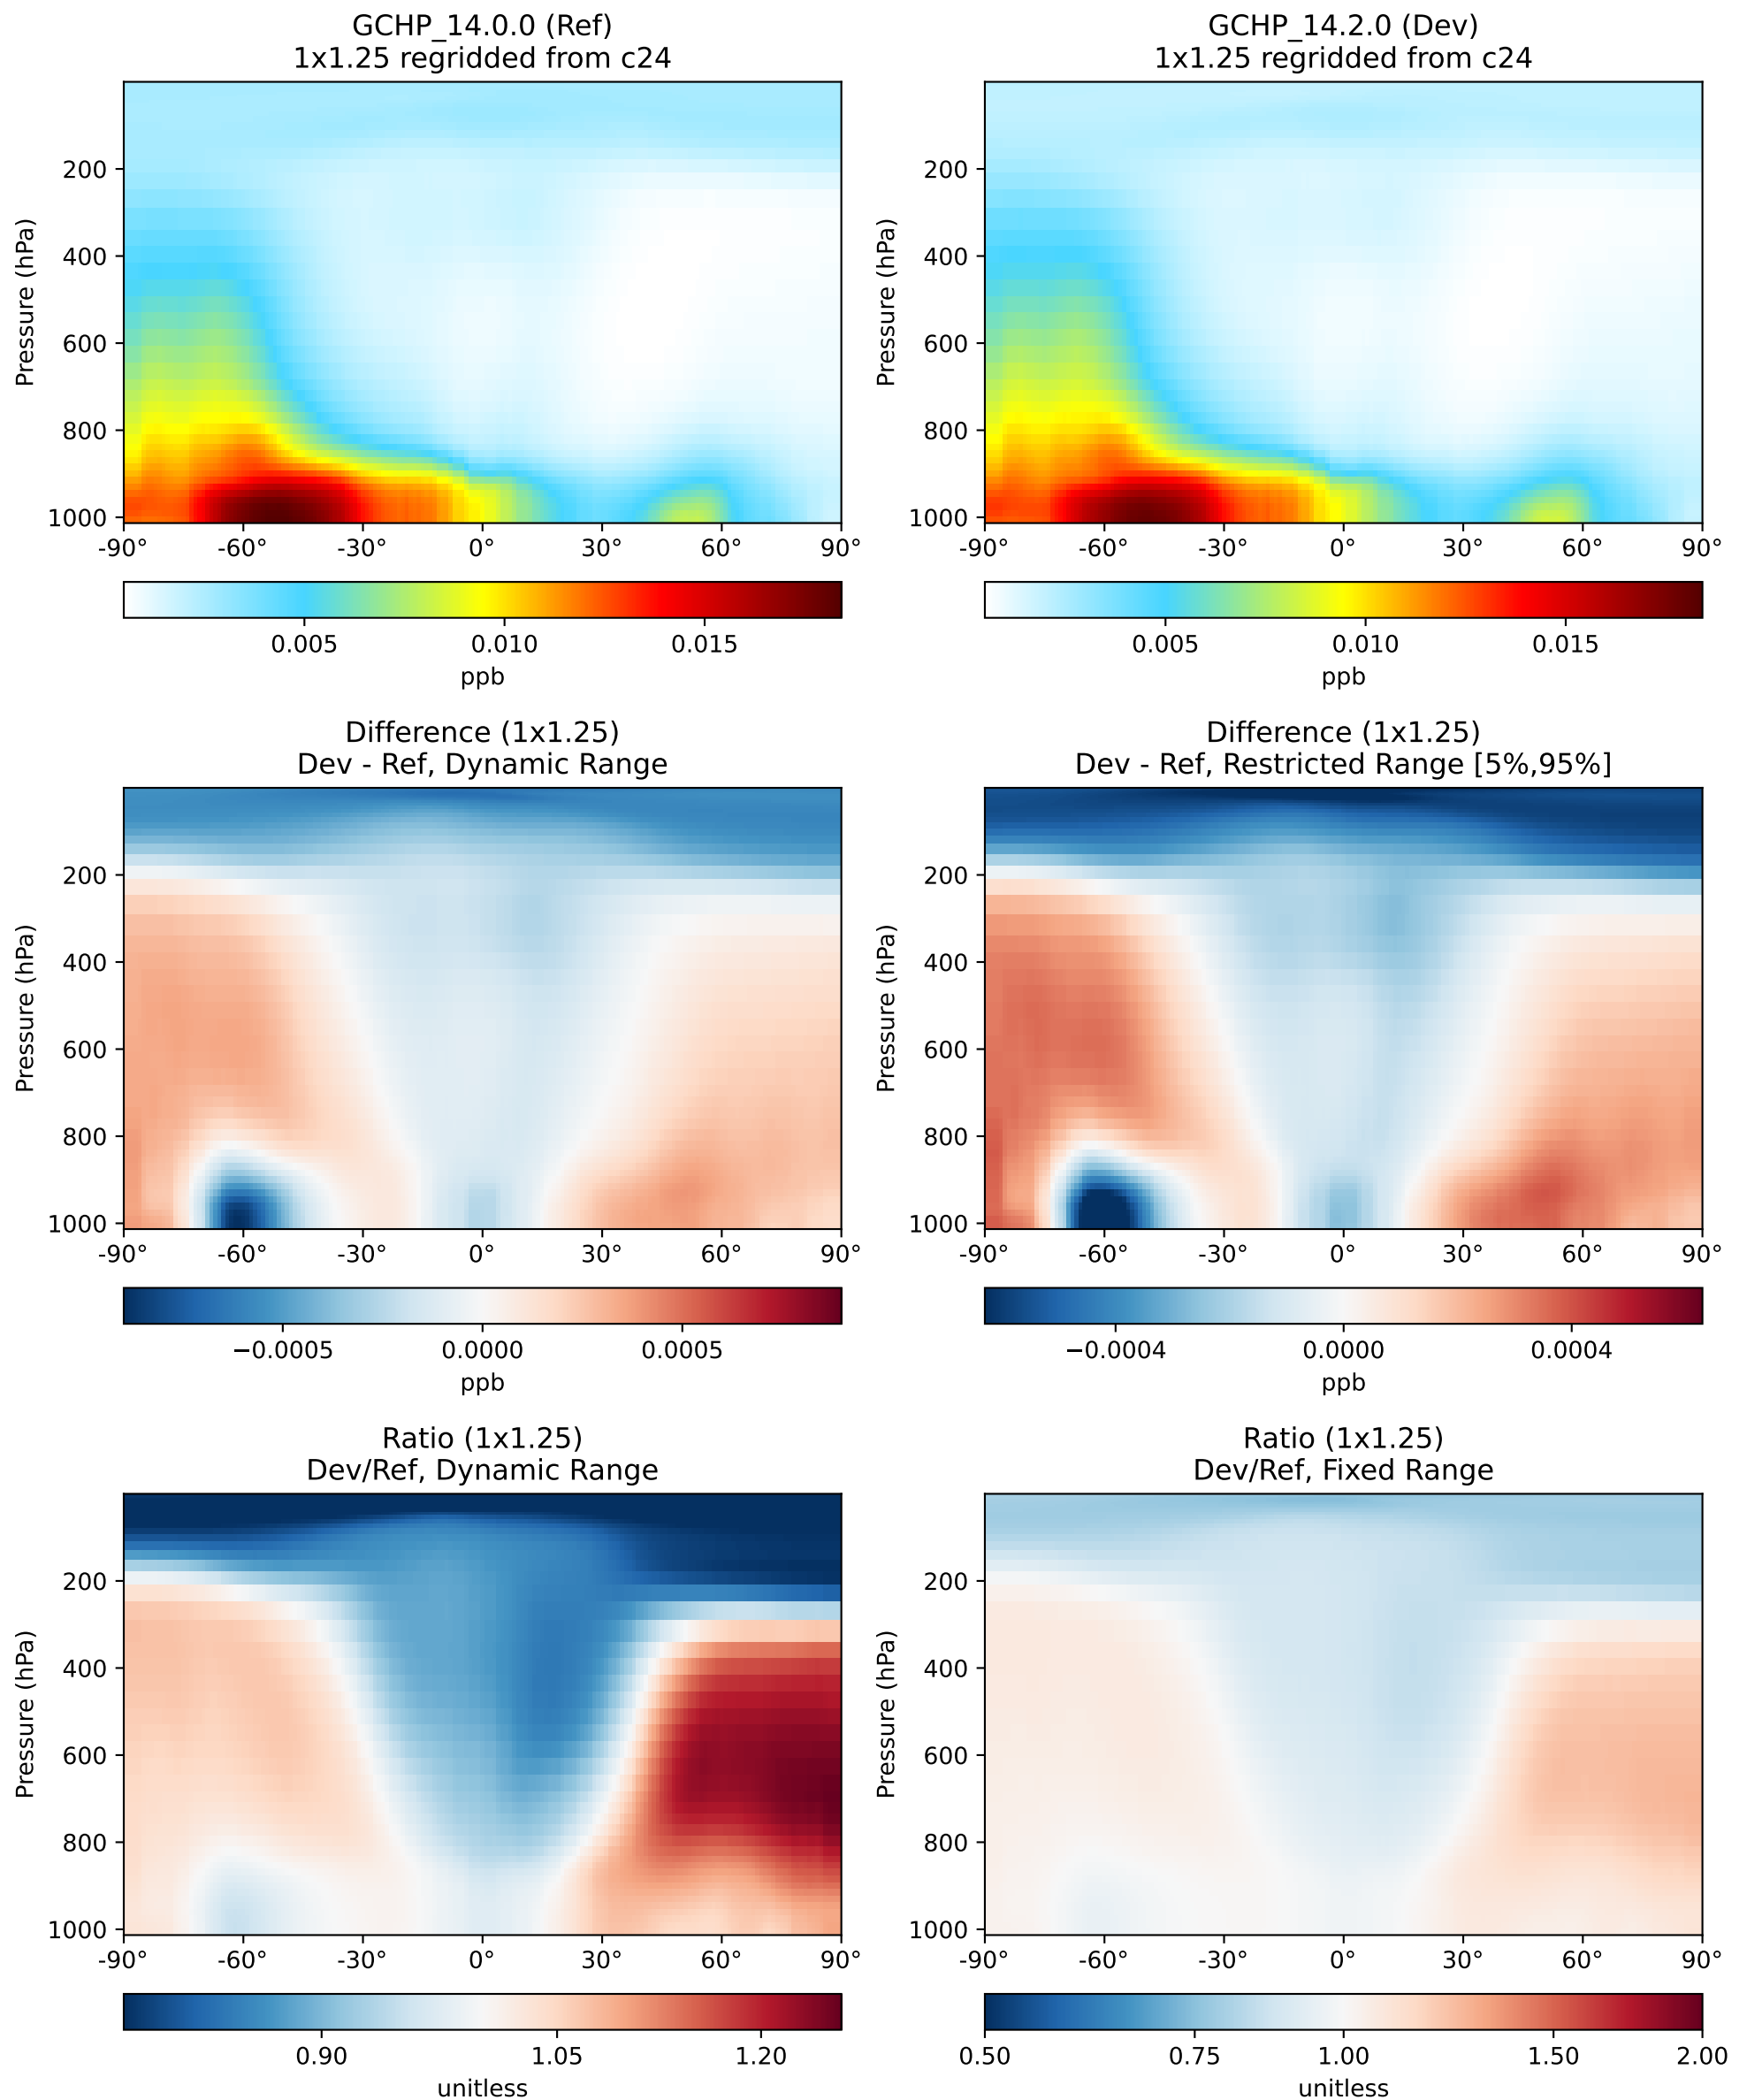 GCHP_14.0.0 (Ref)
1x1.25 regridded from c24
Pressure (hPa)
200
400
600
800
1000
-90° -60° -30° 0° 30° 60° 90°
0.005 0.010 0.015
ppb
GCHP_14.2.0 (Dev)
1x1.25 regridded from c24
Pressure (hPa)
200
400
600
800
1000
-90° -60° -30° 0° 30° 60° 90°
0.005 0.010 0.015
ppb
Difference (1x1.25)
Dev - Ref, Dynamic Range
Pressure (hPa)
200
400
600
800
1000
-90° -60° -30° 0° 30° 60° 90°
−0.0005 0.0000 0.0005
ppb
Difference (1x1.25)
Dev - Ref, Restricted Range [5%,95%]
Pressure (hPa)
200
400
600
800
1000
-90° -60° -30° 0° 30° 60° 90°
−0.0004 0.0000 0.0004
ppb
Ratio (1x1.25)
Dev/Ref, Dynamic Range
Pressure (hPa)
200
400
600
800
1000
-90° -60° -30° 0° 30° 60° 90°
0.90 1.05 1.20
unitless
Ratio (1x1.25)
Dev/Ref, Fixed Range
Pressure (hPa)
200
400
600
800
1000
-90° -60° -30° 0° 30° 60° 90°
0.50 0.75 1.00 1.50 2.00
unitless